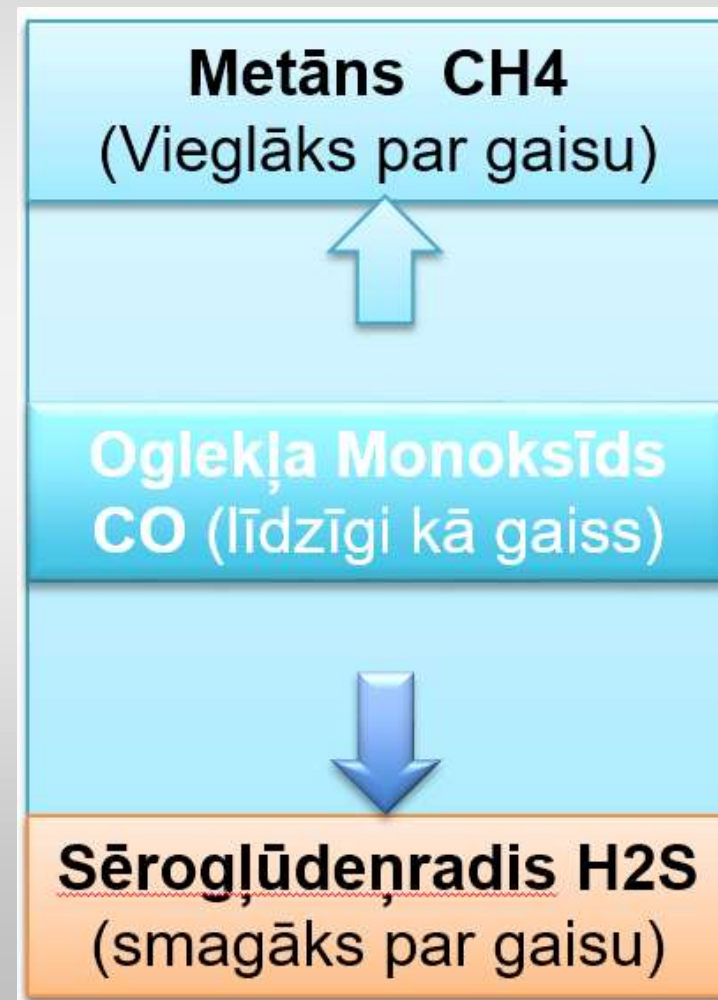 Metāns CH4
(Vieglāks par gaisu)
Oglekļa Monoksīds
CO (līdzīgi kā gaiss)
Sērogļūdeņradis H2S
(smagāks par gaisu)